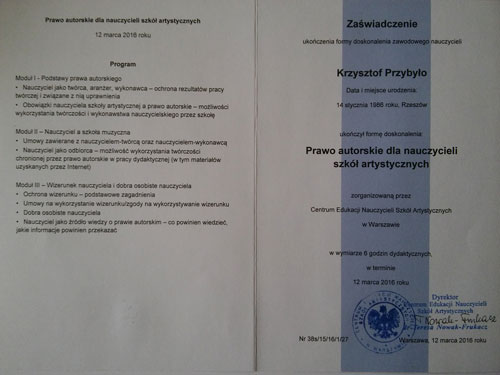 Prawo autorskie dla nauczycieli szkół artystycznych
12 marca 2016 roku
Program
Moduł I - Podstawy prawa autorskiego
• Nauczyciel jako twórca, aranżer, wykonawca – ochrona rezultatów pracy
twórczej i związane z nią uprawnienia
• Obowiązki nauczyciela szkoły artystycznej a prawo autorskie – możliwości
wykorzystania twórczości i wykonawstwa nauczycielskiego przez szkołę
Moduł II – Nauczyciel a szkoła muzyczna
• Umowy zawierane z nauczycielem-twórcą oraz nauczycielem-wykonawcą
• Nauczyciel jako odbiorca – możliwość wykorzystania twórczości
chronionej przez prawo autorskie w pracy dydaktycznej (w tym materiałów
uzyskanych przez Internet)
Moduł III – Wizerunek nauczyciela i dobra osobiste nauczyciela
• Ochrona wizerunku – podstawowe zagadnienia
• Umowy na wykorzystanie wizerunku/zgody na wykorzystywanie wizerunku
• Dobra osobiste nauczyciela
• Nauczyciel jako źródło wiedzy o prawie autorskim – co powinien wiedzieć,
jakie informacje powinien przekazać
Zaświadczenie
ukończenia formy doskonalenia zawodowego nauczycieli
Krzysztof Przybyło
Data i miejsce urodzenia:
14 stycznia 1986 roku, Rzeszów
ukończył formę doskonalenia:
Prawo autorskie dla nauczycieli
szkół artystycznych
zorganizowaną przez
Centrum Edukacji Nauczycieli Szkół Artystycznych
w Warszawie
w wymiarze 9 godzin dydaktycznych,
w terminie
12 marca 2016 roku
Dyrektor
Centrum Edukacji Nauczycieli
Szkół Artystycznych
dr Teresa Nowak-Frukacz
Nr 38s/15/16/1/27
Warszawa, 12 marca 2016 roku